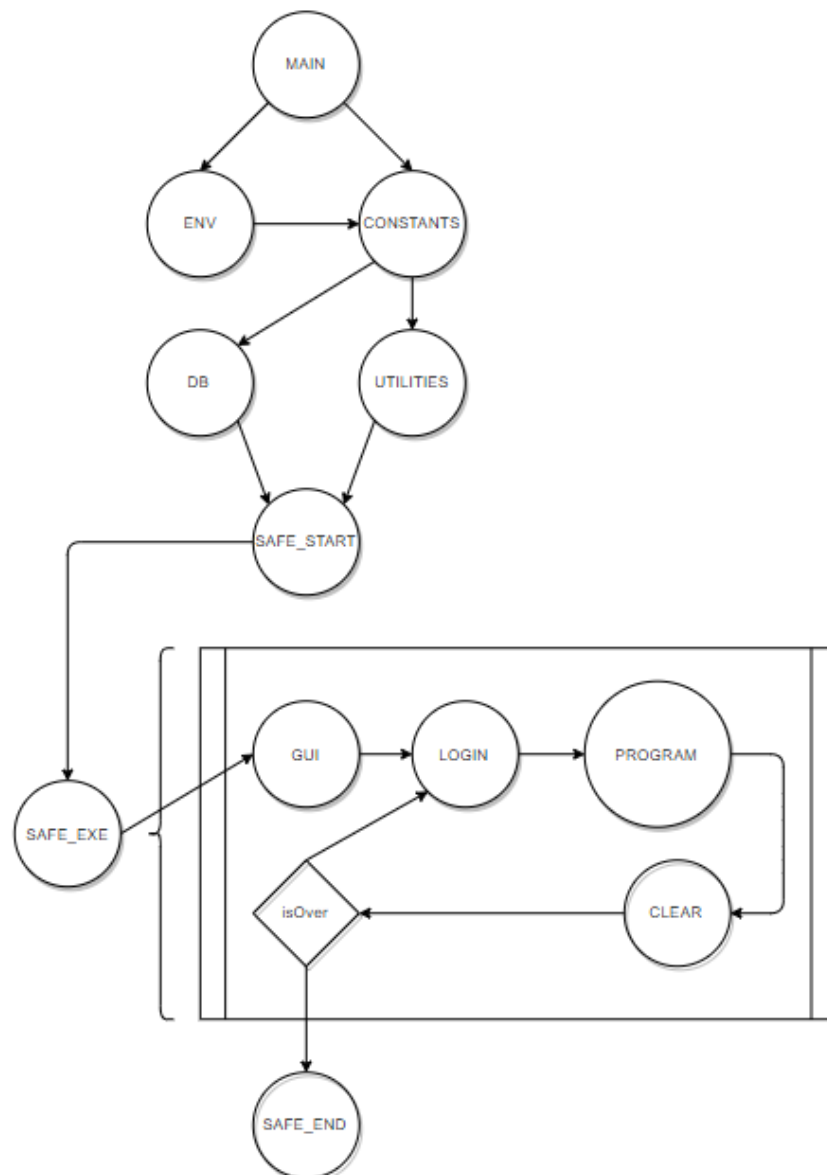 MAIN
ENV
CONSTANTS
DB
UTILITIES
SAFE_START
GUI
LOGIN
PROGRAM
SAFE_EXE
isOver
CLEAR
SAFE_END